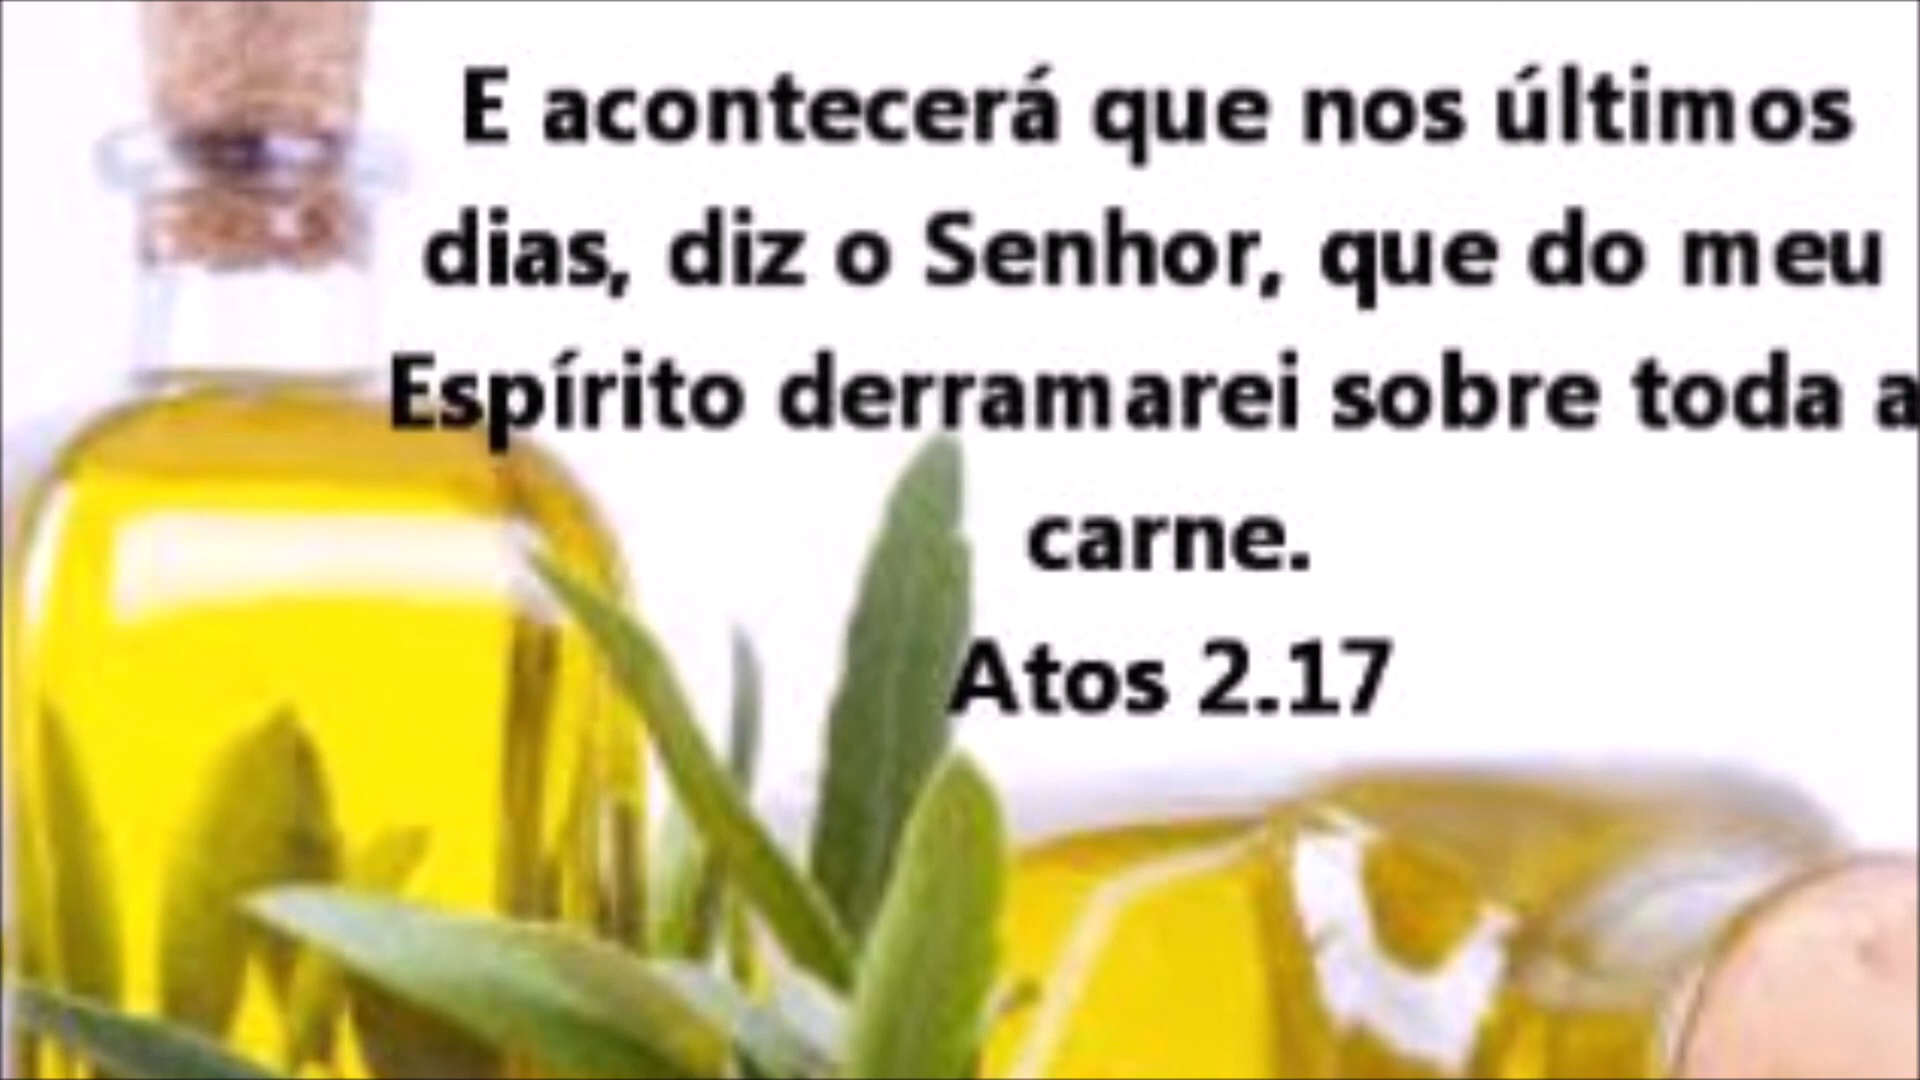 E acontecerá que nos últimos
dias, diz o Senhor, que do meu
Espírito derramarei sobre toda a
carne.
Atos 2.17